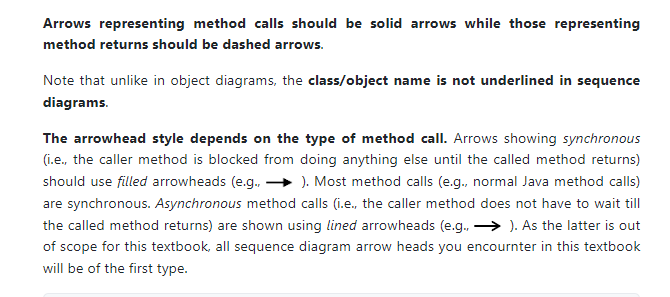 Arrows representing method calls should be solid arrows while those representing
method returns should be dashed arrows.
Note that unlike in object diagrams, the class/object name is not underlined in sequence
diagrams.
The arrowhead style depends on the type of method call. Arrows showing synchronous
(i.e., the caller method is blocked from doing anything else until the called method returns)
should use filled arrowheads (e.g., → ). Most method calls (e.g., normal Java method calls)
are synchronous. Asynchronous method calls (i.e., the caller method does not have to wait till
the called method returns) are shown using lined arrowheads (e.g., → ). As the latter is out
of scope for this textbook, all sequence diagram arrow heads you encournter in this textbook
will be of the first type.